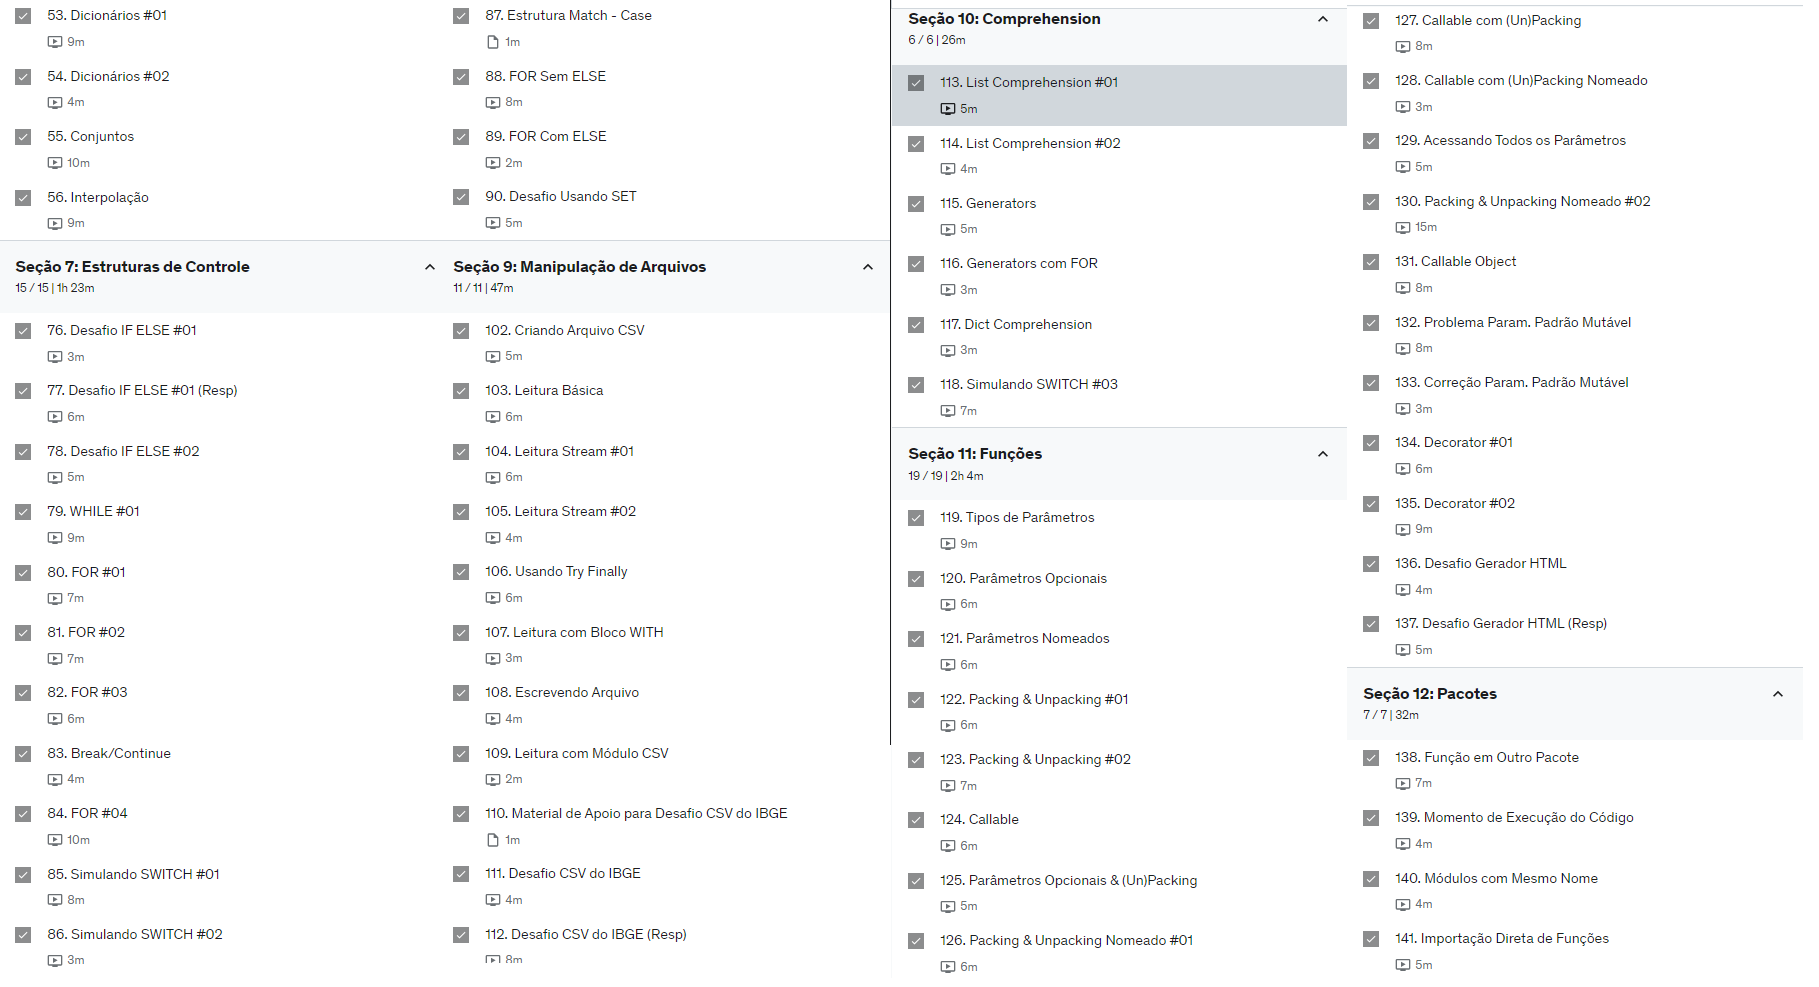 53. Dicionários #01
9m
54. Dicionários #02
4m
55. Conjuntos
10m
56. Interpolação
9m
Seção 7: Estruturas de Controle
15 / 15 | 1h 23m
76. Desafio IF ELSE #01
3m
77. Desafio IF ELSE #01 (Resp)
6m
78. Desafio IF ELSE #02
5m
79. WHILE #01
9m
80. FOR #01
7m
81. FOR #02
7m
82. FOR #03
6m
83. Break/Continue
4m
84. FOR #04
10m
85. Simulando SWITCH #01
8m
86. Simulando SWITCH #02
3m
87. Estrutura Match - Case
1m
88. FOR Sem ELSE
8m
89. FOR Com ELSE
2m
90. Desafio Usando SET
5m
Seção 9: Manipulação de Arquivos
11 / 11 | 47m
102. Criando Arquivo CSV
5m
103. Leitura Básica
6m
104. Leitura Stream #01
6m
105. Leitura Stream #02
4m
106. Usando Try Finally
6m
107. Leitura com Bloco WITH
3m
108. Escrevendo Arquivo
4m
109. Leitura com Módulo CSV
2m
110. Material de Apoio para Desafio CSV do IBGE
1m
111. Desafio CSV do IBGE
4m
112. Desafio CSV do IBGE (Resp)
8m
Seção 10: Comprehension
6 / 6 | 26m
113. List Comprehension #01
5m
114. List Comprehension #02
4m
115. Generators
5m
116. Generators com FOR
3m
117. Dict Comprehension
3m
118. Simulando SWITCH #03
7m
Seção 11: Funções
19 / 19 | 2h 4m
119. Tipos de Parâmetros
9m
120. Parâmetros Opcionais
6m
121. Parâmetros Nomeados
6m
122. Packing & Unpacking #01
6m
123. Packing & Unpacking #02
7m
124. Callable
6m
125. Parâmetros Opcionais & (Un)Packing
5m
126. Packing & Unpacking Nomeado #01
6m
127. Callable com (Un)Packing
8m
128. Callable com (Un)Packing Nomeado
3m
129. Acessando Todos os Parâmetros
5m
130. Packing & Unpacking Nomeado #02
15m
131. Callable Object
8m
132. Problema Param. Padrão Mutável
8m
133. Correção Param. Padrão Mutável
3m
134. Decorator #01
6m
135. Decorator #02
9m
136. Desafio Gerador HTML
4m
137. Desafio Gerador HTML (Resp)
5m
Seção 12: Pacotes
7 / 7 | 32m
138. Função em Outro Pacote
7m
139. Momento de Execução do Código
4m
140. Módulos com Mesmo Nome
4m
141. Importação Direta de Funções
5m